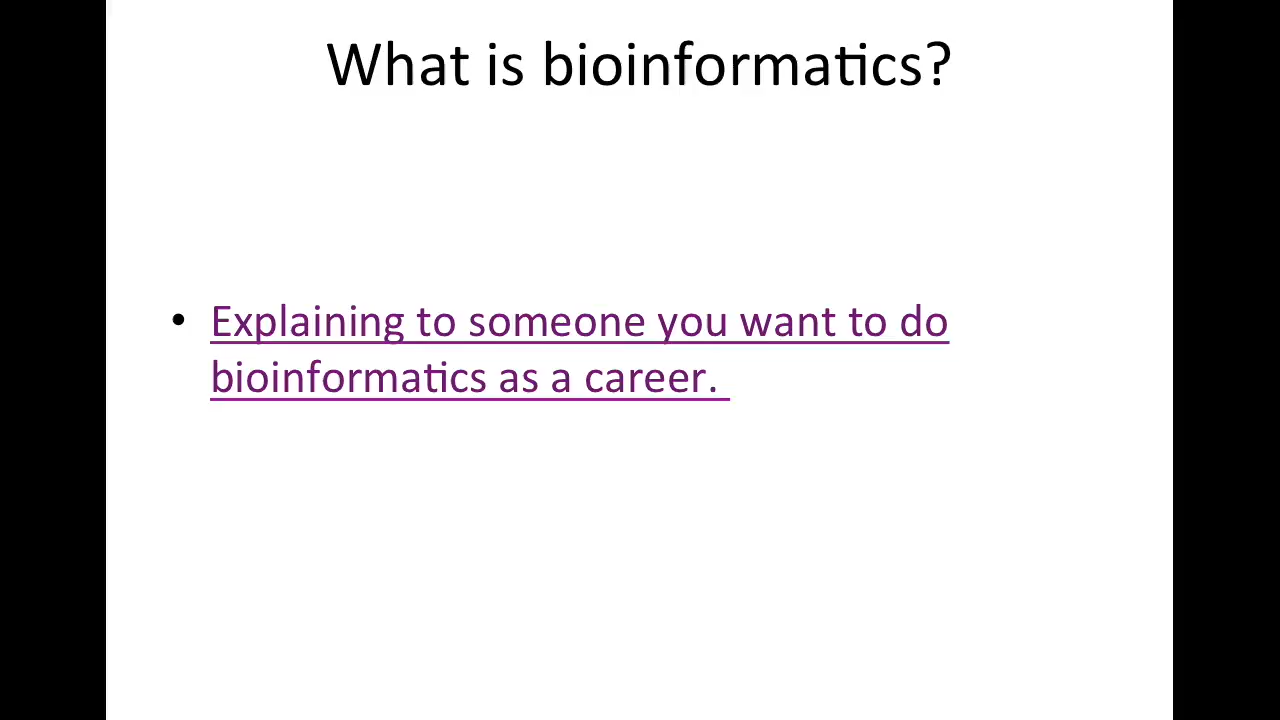 What is bioinformatics?
• Explaining to someone you want to do
bioinformatics as a career.